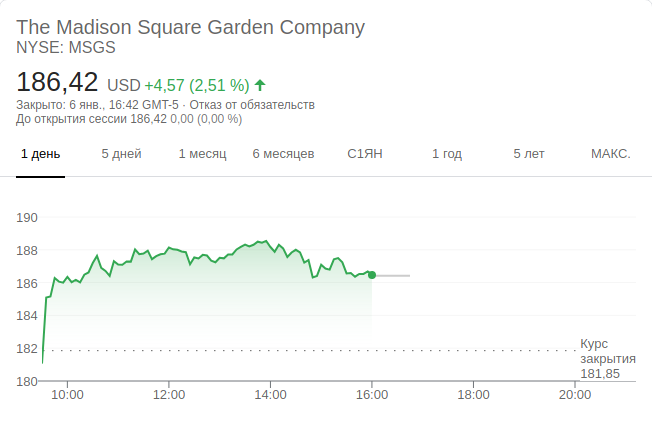 The Madison Square Garden Company
NYSE: MSGS
186,42 USD +4,57 (2,51 %)
Закрыто: 6 янв., 16:42 GMT-5 · Отказ от обязательств
До открытия сессии 186,42 0,00 (0,00 %)
1 день 5 дней 1 месяц 6 месяцев С1ЯН 1 год 5 лет МАКС.
190
188
186
184
182
180
Курс
закрытия
181,85
10:00 12:00 14:00 16:00 18:00 20:00